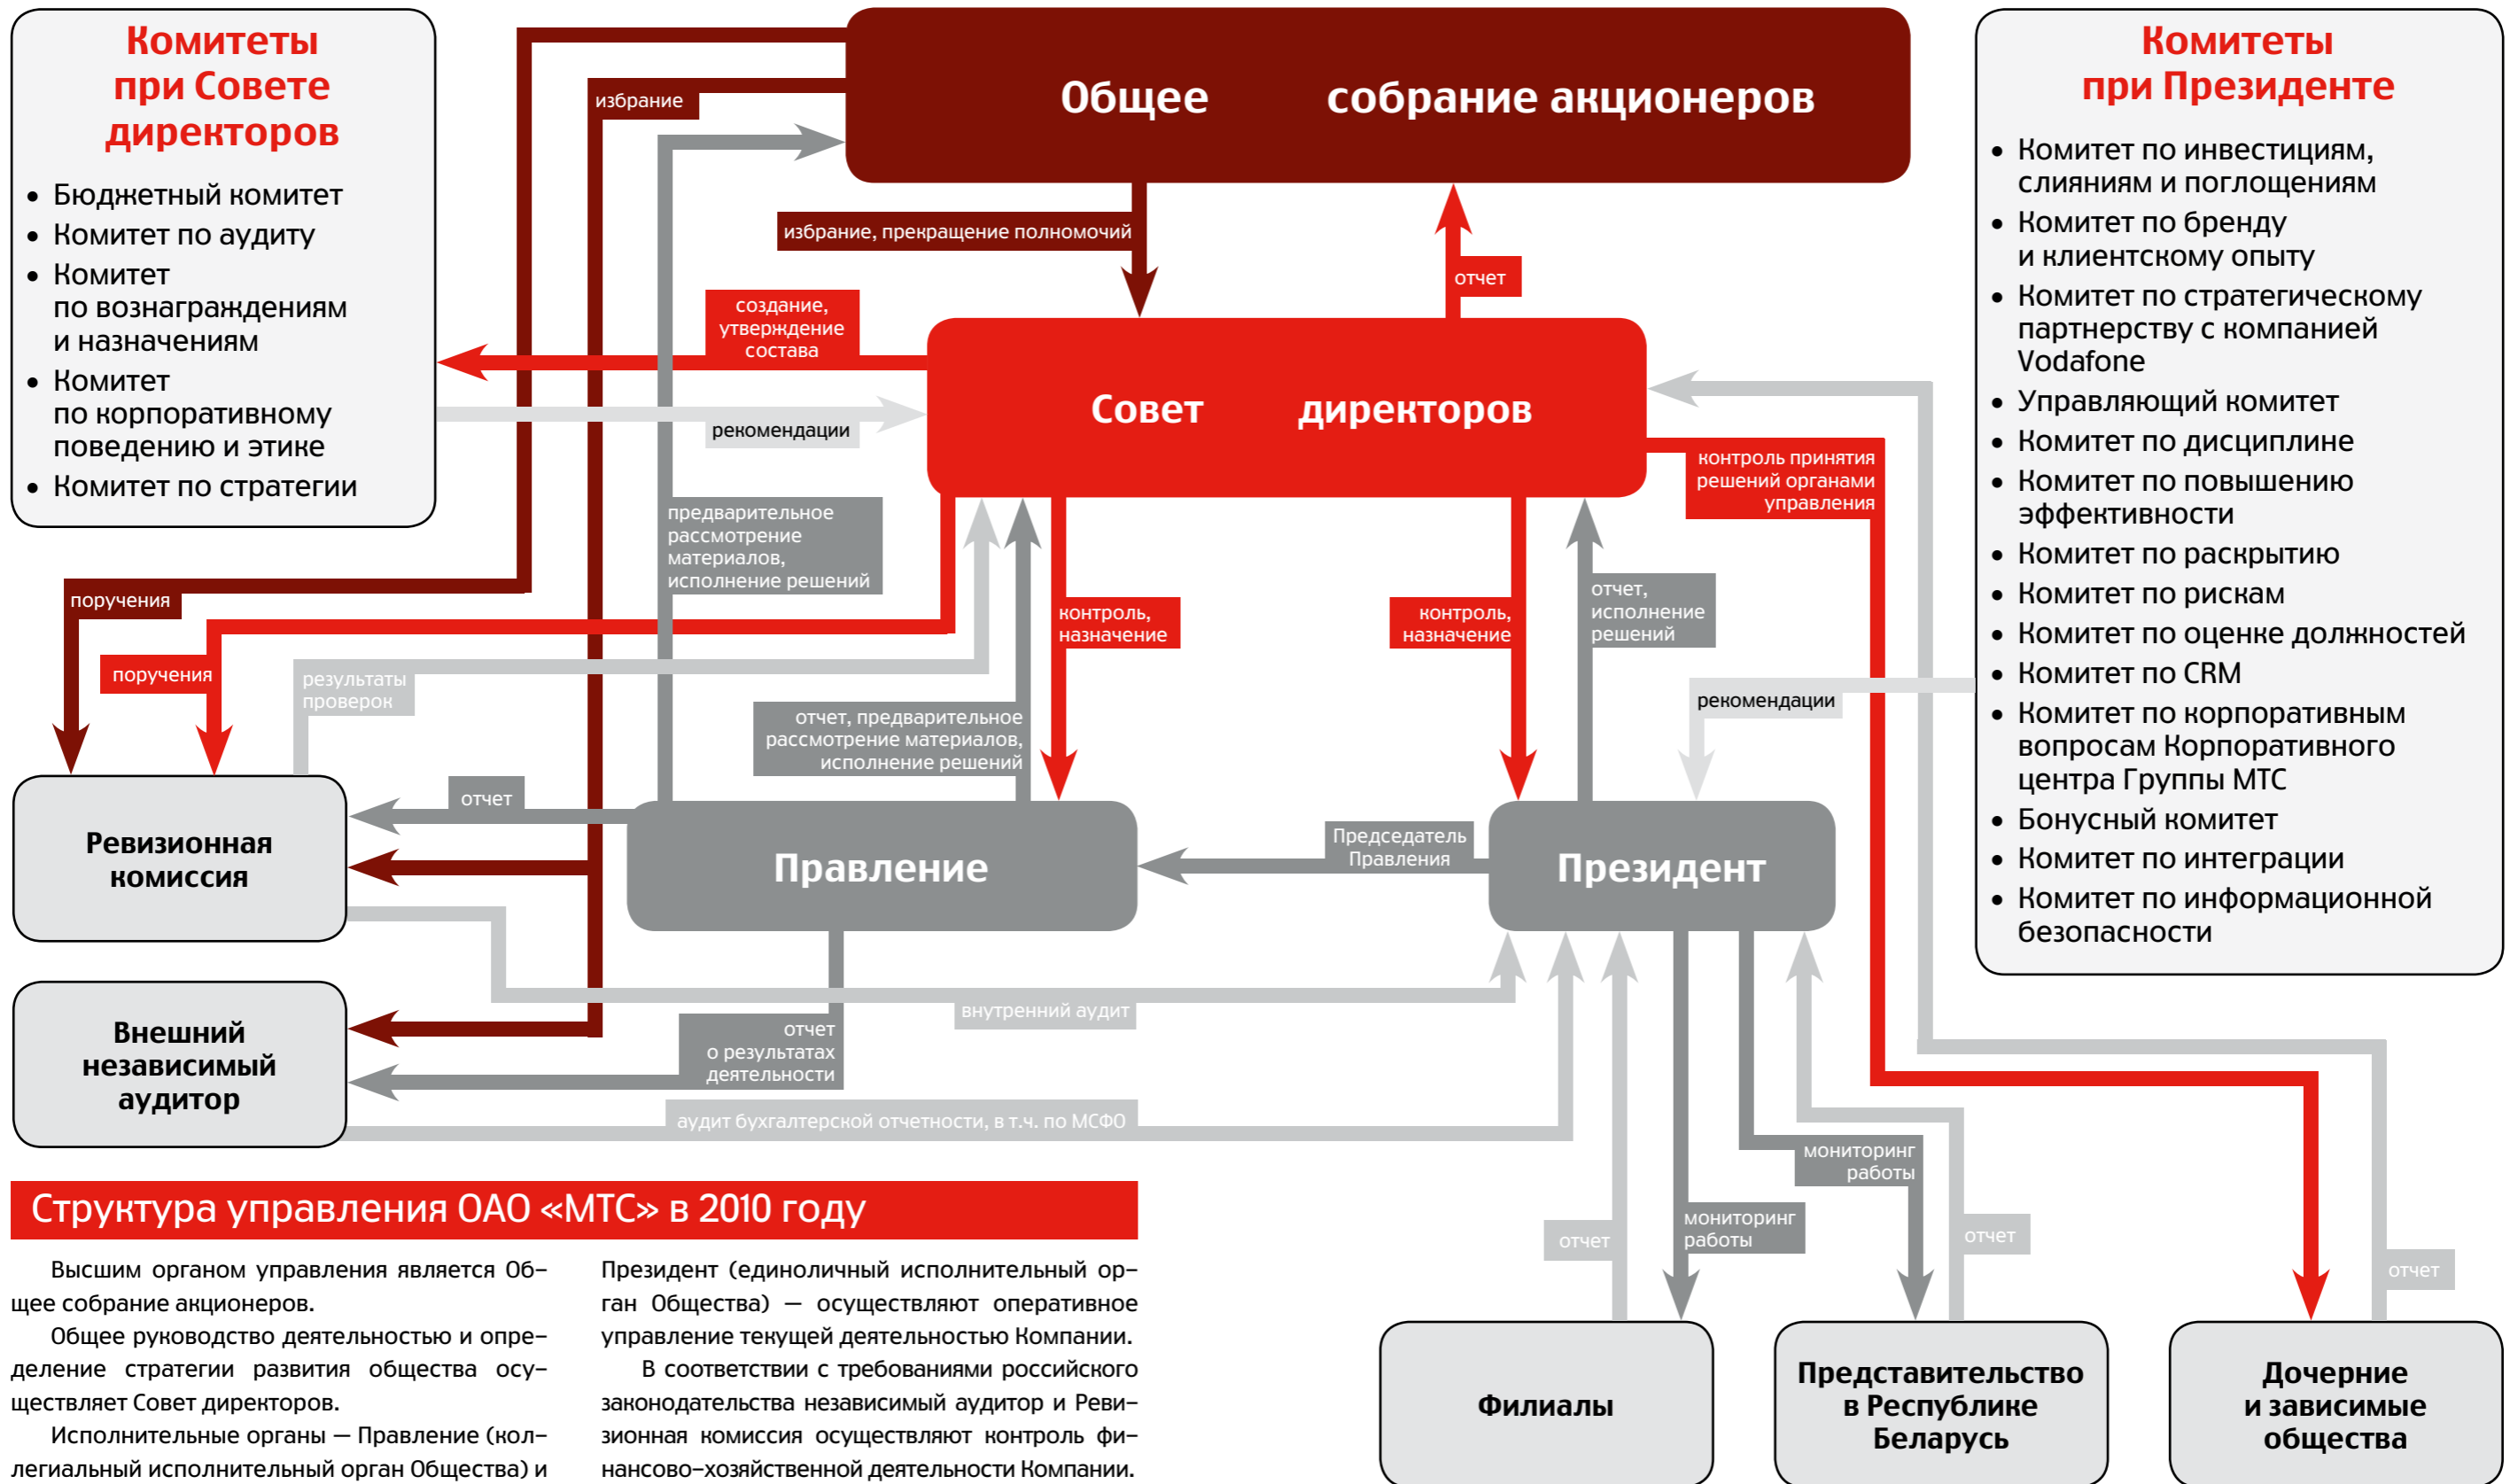 Комитеты
при Совете
директоров
• Бюджетный комитет
• Комитет по аудиту
• Комитет
по вознаграждениям
и назначениям
• Комитет
по корпоративному
поведению и этике
• Комитет по стратегии
избрание
Общее собрание акционеров
Комитеты
при Президенте
• Комитет по инвестициям,
слияниям и поглощениям
• Комитет по бренду
и клиентскому опыту
• Комитет по стратегическому
партнерству с компанией
Vodafone
• Управляющий комитет
• Комитет по дисциплине
• Комитет по повышению
эффективности
• Комитет по раскрытию
• Комитет по рискам
• Комитет по оценке должностей
• Комитет по CRM
• Комитет по корпоративным
вопросам Корпоративного
центра Группы МТС
• Бонусный комитет
• Комитет по интеграции
• Комитет по информационной
безопасности
избрание, прекращение полномочий
отчет
создание,
утверждение
состава
рекомендации
Совет директоров
контроль принятия
решений органами
управления
предварительное
рассмотрение
материалов,
исполнение решений
поручения
поручения
результаты
проверок
контроль,
назначение
контроль,
назначение
отчет,
исполнение
решений
рекомендации
отчет, предварительное
рассмотрение материалов,
исполнение решений
отчет
Ревизионная
комиссия
Правление
Председатель
Правления
Президент
внутренний аудит
Внешний
независимый
аудитор
отчет
о результатах
деятельности
аудит бухгалтерской отчетности, в т.ч. по МСФО
мониторинг
работы
мониторинг
работы
отчет
отчет
отчет
Структура управления ОАО «МТС» в 2010 году
Высшим органом управления является Об-
щее собрание акционеров.
Общее руководство деятельностью и опре-
деление стратегии развития общества осу-
ществляет Совет директоров.
Исполнительные органы — Правление (кол-
легиальный исполнительный орган Общества) и
Президент (единоличный исполнительный ор-
ган Общества) — осуществляют оперативное
управление текущей деятельностью Компании.
В соответствии с требованиями российского
законодательства независимый аудитор и Реви-
зионная комиссия осуществляют контроль фи-
нансово-хозяйственной деятельности Компании.
Филиалы
Представительство
в Республике
Беларусь
Дочерние
и зависимые
общества